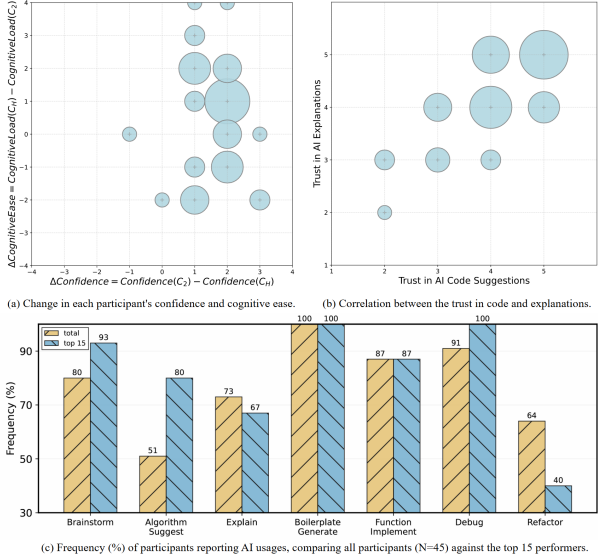 ΔCognitiveEase = CognitiveLoad(C_H) − CognitiveLoad(C_2)
4
3
2
1
0
−1
−2
−3
−4
−4 −3 −2 −1 0 1 2 3 4
ΔConfidence = Confidence(C_2) − Confidence(C_H)
(a) Change in each participant's confidence and cognitive ease.
Trust in AI Explanations
5
4
3
2
1
1 2 3 4 5
Trust in AI Code Suggestions
(b) Correlation between the trust in code and explanations.
total
top 15
Frequency (%)
90
70
50
30
80 93 51 80 73 67 100 100 87 87 91 100 64 40
Brainstorm Algorithm Explain Boilerplate Function Debug Refactor
Suggest Generate Implement
(c) Frequency (%) of participants reporting AI usages, comparing all participants (N=45) against the top 15 performers.